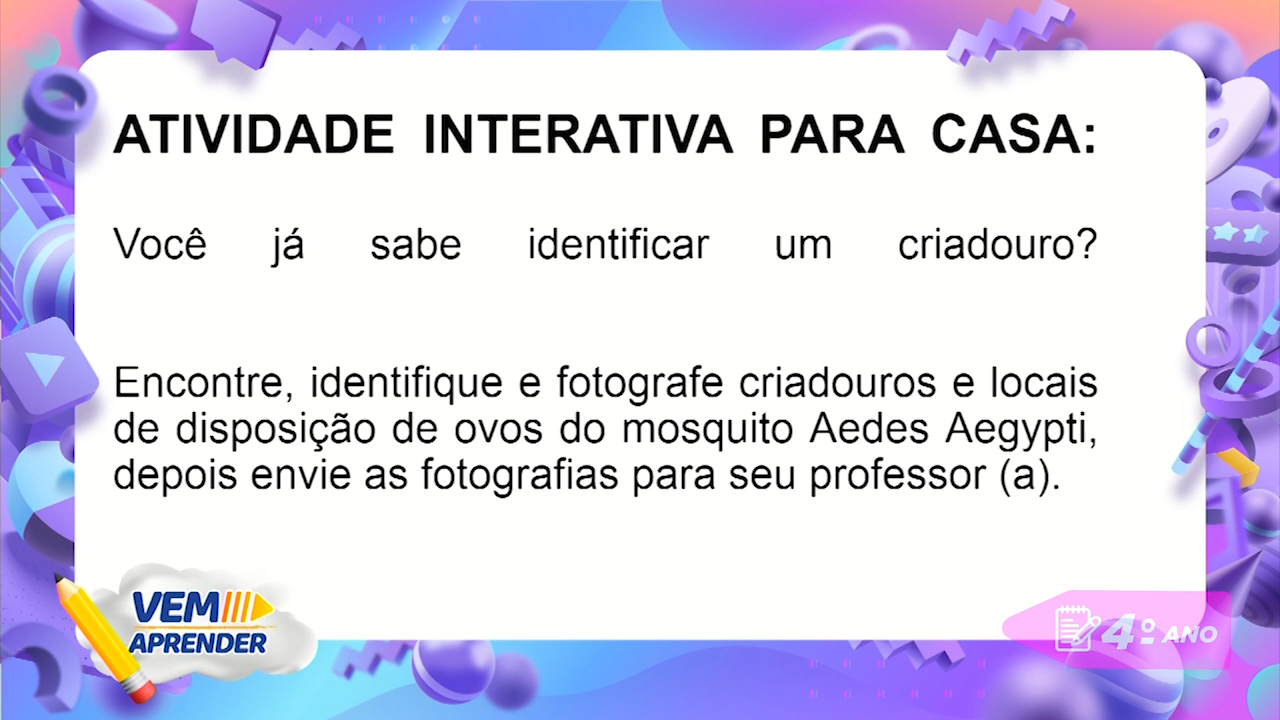 ATIVIDADE INTERATIVA PARA CASA:
Você já sabe identificar um criadouro?
Encontre, identifique e fotografe criadouros e locais
de disposição de ovos do mosquito Aedes Aegypti,
depois envie as fotografias para seu professor (a).
VEM
APRENDER
4º ANO